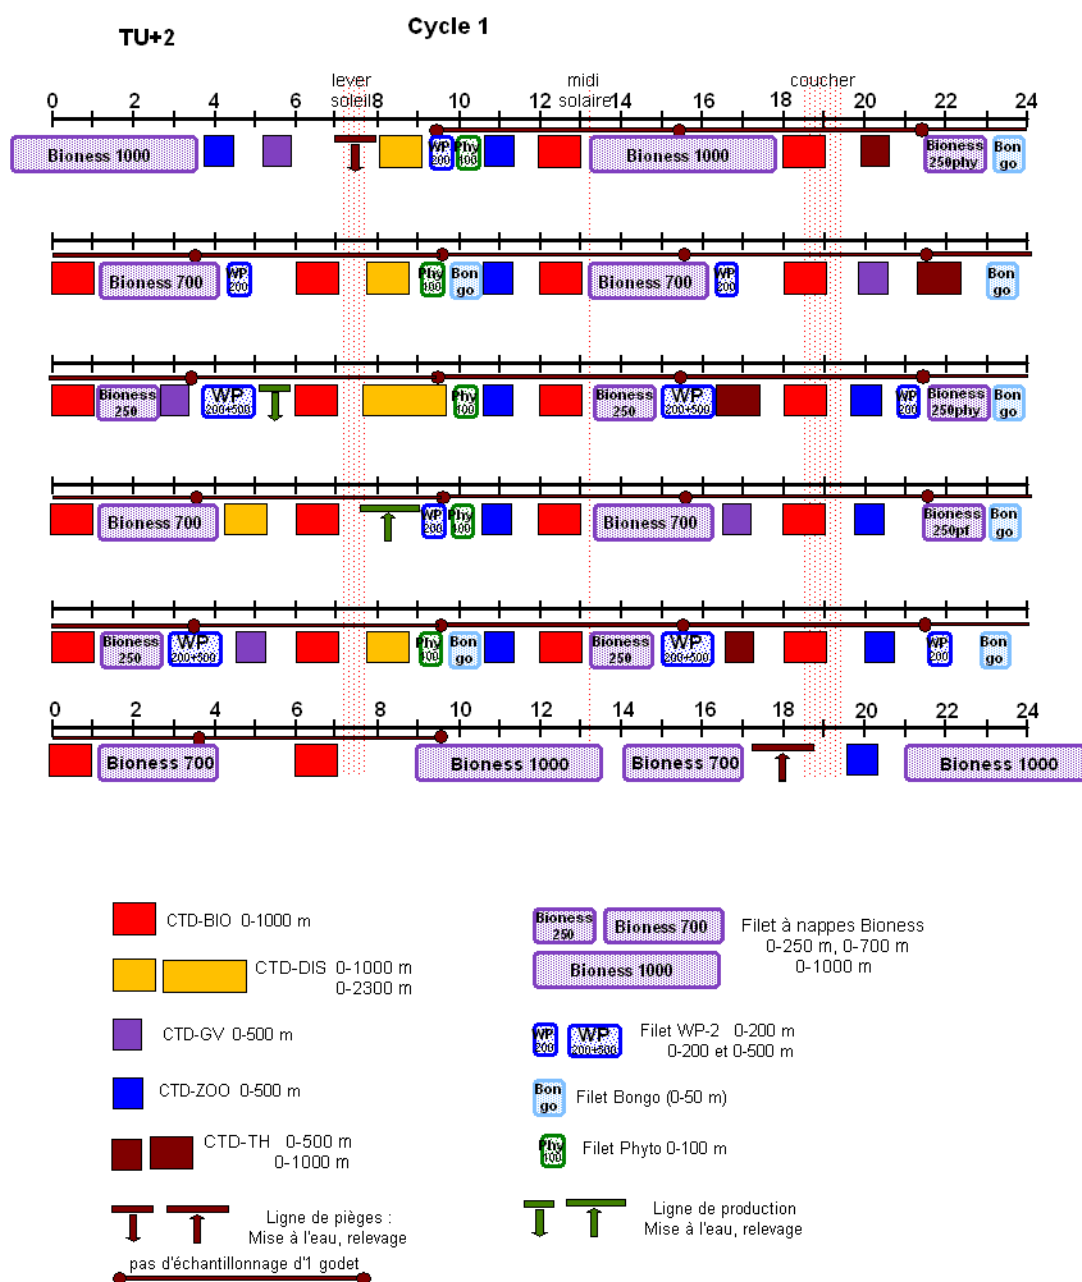 TU+2
Cycle 1
lever
soleil
midi
solaire
coucher
0 2 4 6 8 10 12 14 16 18 20 22 24
Bioness 1000
WP
200
Phy
100
Bioness 1000
Bioness
250phy
Bon
go
Bioness 700
WP
200
Phy
100
Bon
go
Bioness 700
WP
200
Bon
go
Bioness
250
WP
200+500
Phy
100
Bioness
250
WP
200+500
WP
200
Bioness
250phy
Bon
go
Bioness 700
WP
200
Phy
100
Bioness 700
Bioness
250pf
Bon
go
Bioness
250
WP
200+500
Phy
100
Bon
go
Bioness
250
WP
200+500
WP
200
Bon
go
0 2 4 6 8 10 12 14 16 18 20 22 24
Bioness 700
Bioness 1000
Bioness 700
Bioness 1000
CTD-BIO 0-1000 m
CTD-DIS 0-1000 m
0-2300 m
CTD-GV 0-500 m
CTD-ZOO 0-500 m
CTD-TH 0-500 m
0-1000 m
Ligne de pièges :
Mise à l'eau, relevage
pas d'échantillonnage d'1 godet
Bioness
250
Bioness 700
Bioness 1000
Filet à nappes Bioness
0-250 m, 0-700 m
0-1000 m
WP
200
WP
200+500
Filet WP-2 0-200 m
0-200 et 0-500 m
Bon
go
Filet Bongo (0-50 m)
Phy
100
Filet Phyto 0-100 m
Ligne de production
Mise à l'eau, relevage